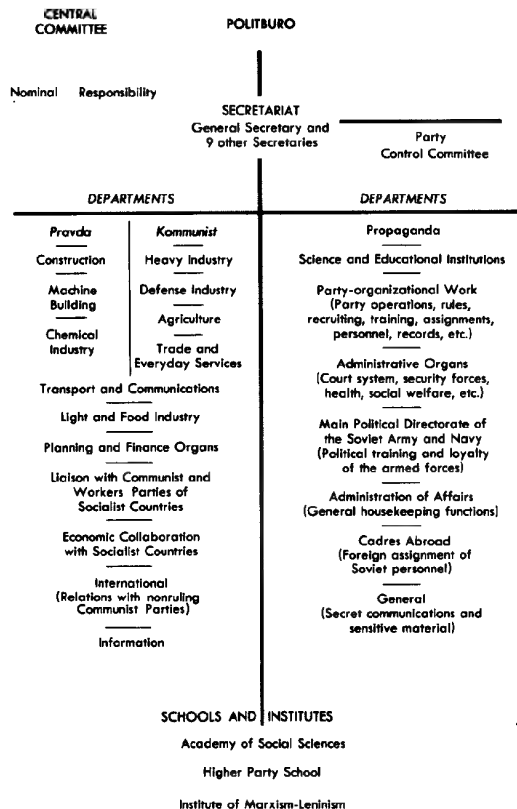 CENTRAL
COMMITTEE
POLITBURO
Nominal Responsibility
SECRETARIAT
General Secretary and
9 other Secretaries
Party
Control Committee
DEPARTMENTS
Pravda
Construction
Machine
Building
Chemical
Industry
Kommunist
Heavy Industry
Defense Industry
Agriculture
Trade and
Everyday Services
Transport and Communications
Light and Food Industry
Planning and Finance Organs
Liaison with Communist and
Workers Parties of
Socialist Countries
Economic Collaboration
with Socialist Countries
International
(Relations with nonruling
Communist Parties)
Information
DEPARTMENTS
Propaganda
Science and Educational Institutions
Party-organizational Work
(Party operations, rules,
recruiting, training, assignments,
personnel, records, etc.)
Administrative Organs
(Court system, security forces,
health, social welfare, etc.)
Main Political Directorate of
the Soviet Army and Navy
(Political training and loyalty
of the armed forces)
Administration of Affairs
(General housekeeping functions)
Cadres Abroad
(Foreign assignment of
Soviet personnel)
General
(Secret communications and
sensitive material)
SCHOOLS AND INSTITUTES
Academy of Social Sciences
Higher Party School
Institute of Marxism-Leninism